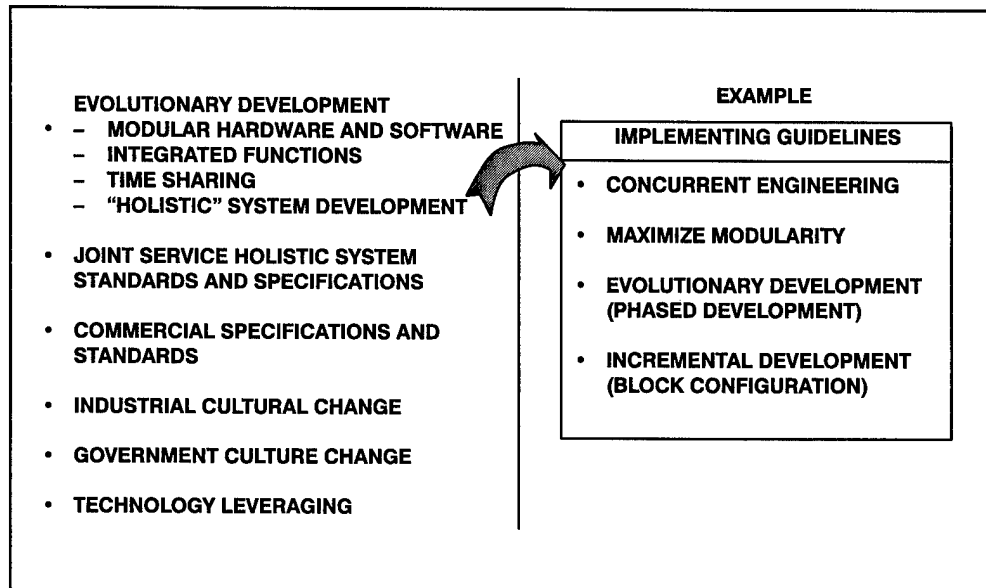 EVOLUTIONARY DEVELOPMENT
• – MODULAR HARDWARE AND SOFTWARE
– INTEGRATED FUNCTIONS
– TIME SHARING
– “HOLISTIC” SYSTEM DEVELOPMENT
• JOINT SERVICE HOLISTIC SYSTEM
STANDARDS AND SPECIFICATIONS
• COMMERCIAL SPECIFICATIONS AND
STANDARDS
• INDUSTRIAL CULTURAL CHANGE
• GOVERNMENT CULTURE CHANGE
• TECHNOLOGY LEVERAGING
EXAMPLE
IMPLEMENTING GUIDELINES
• CONCURRENT ENGINEERING
• MAXIMIZE MODULARITY
• EVOLUTIONARY DEVELOPMENT
(PHASED DEVELOPMENT)
• INCREMENTAL DEVELOPMENT
(BLOCK CONFIGURATION)